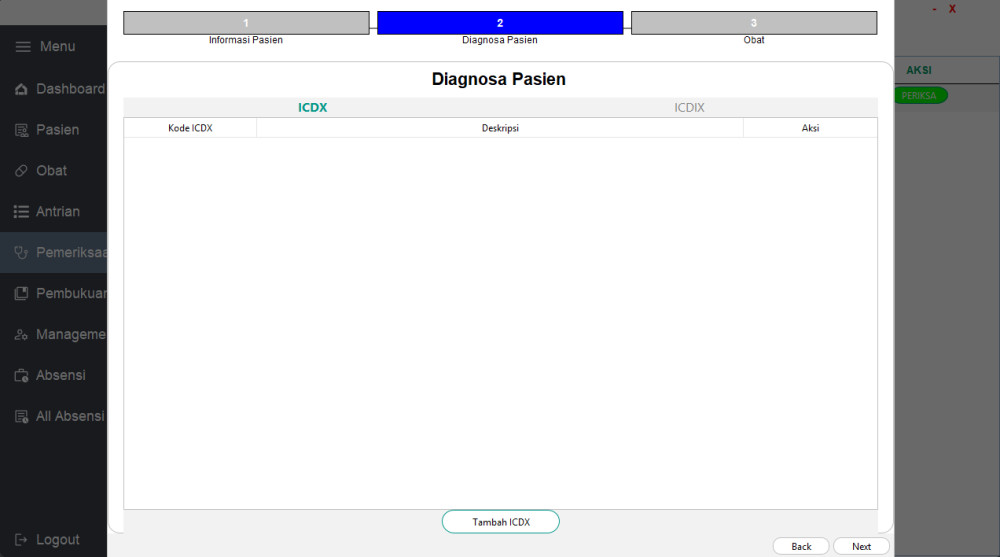 - X
1
2
3
Informasi Pasien
Diagnosa Pasien
Obat
Menu
Dashboard
Pasien
Obat
Antrian
Pemeriksaa
Pembukuan
Manageme
Absensi
All Absensi
Logout
Diagnosa Pasien
ICDX
ICDIX
Kode ICDX
Deskripsi
Aksi
Tambah ICDX
Back
Next
AKSI
PERIKSA